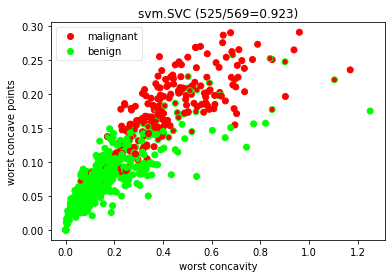 svm.SVC (525/569=0.923)
malignant
benign
worst concave points
0.30
0.25
0.20
0.15
0.10
0.05
0.00
0.0 0.2 0.4 0.6 0.8 1.0 1.2
worst concavity